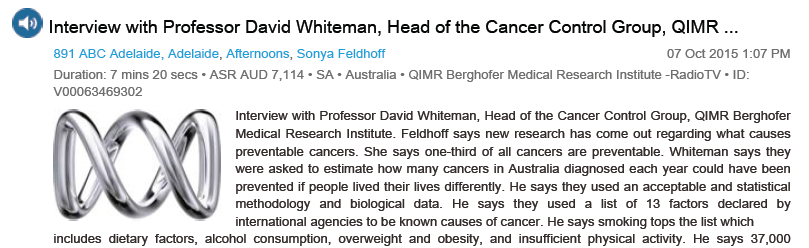 Interview with Professor David Whiteman, Head of the Cancer Control Group, QIMR ...
891 ABC Adelaide, Adelaide, Afternoons, Sonya Feldhoff 07 Oct 2015 1:07 PM
Duration: 7 mins 20 secs • ASR AUD 7,114 • SA • Australia • QIMR Berghofer Medical Research Institute -RadioTV • ID:
V00063469302
Interview with Professor David Whiteman, Head of the Cancer Control Group, QIMR Berghofer
Medical Research Institute. Feldhoff says new research has come out regarding what causes
preventable cancers. She says one-third of all cancers are preventable. Whiteman says they
were asked to estimate how many cancers in Australia diagnosed each year could have been
prevented if people lived their lives differently. He says they used an acceptable and statistical
methodology and biological data. He says they used a list of 13 factors declared by
international agencies to be known causes of cancer. He says smoking tops the list which
includes dietary factors, alcohol consumption, overweight and obesity, and insufficient physical activity. He says 37,000